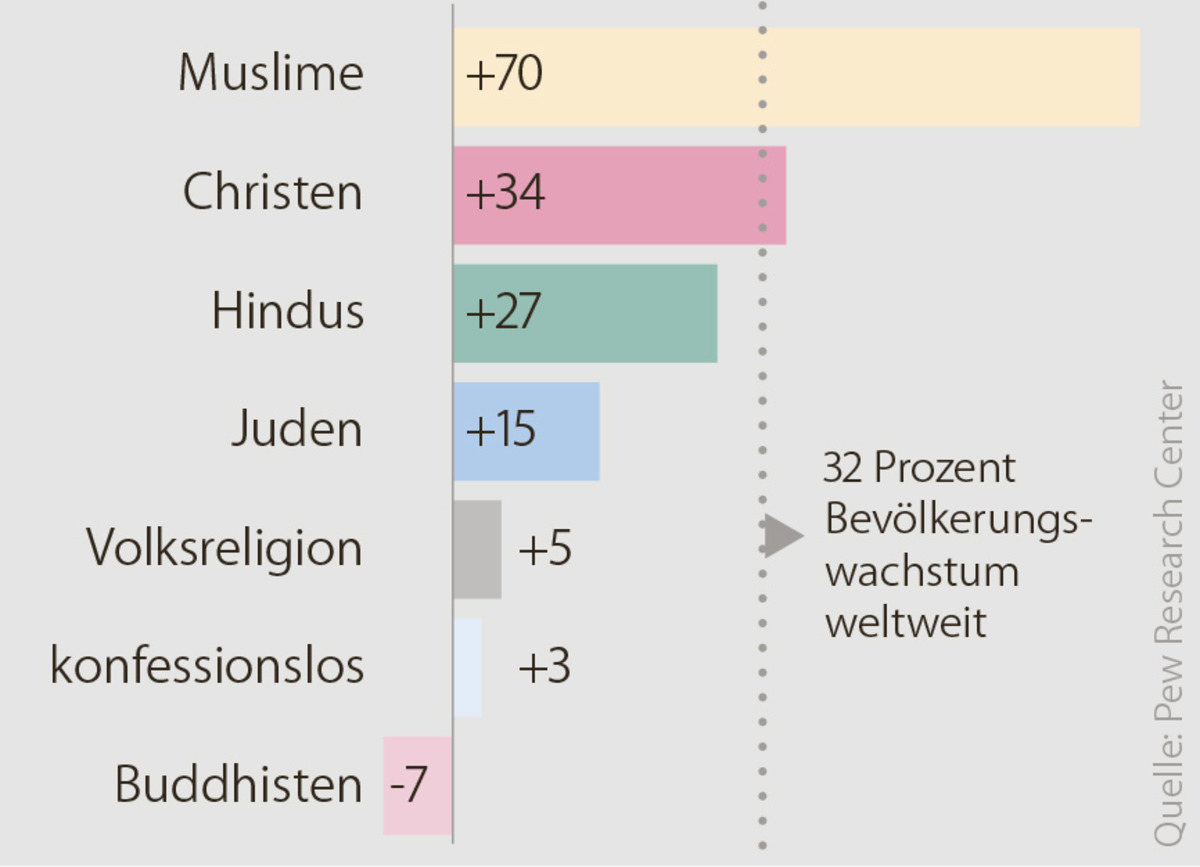 Muslime +70
Christen +34
Hindus +27
Juden +15
Volksreligion +5
konfessionslos +3
Buddhisten -7
32 Prozent
Bevölkerungs-
wachstum
weltweit
Quelle: Pew Research Center